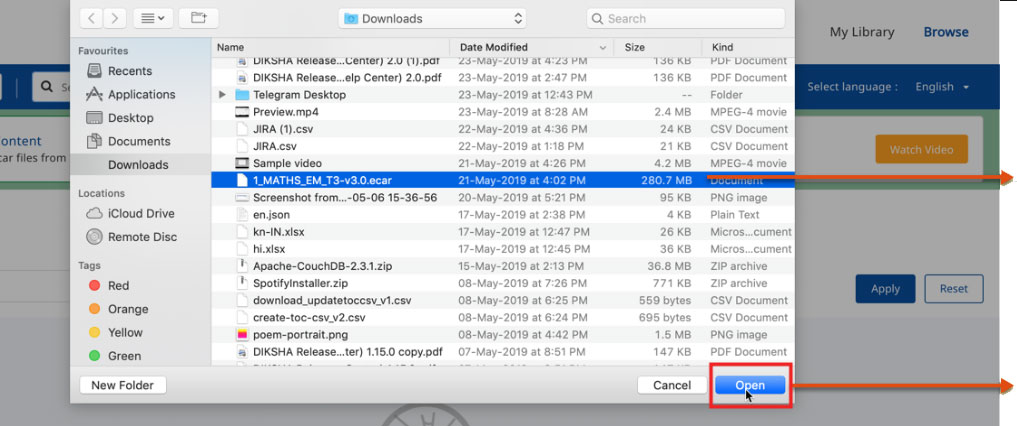 Downloads
Search
My Library
Browse
Favourites
Recents
Applications
Desktop
Documents
Downloads
Locations
iCloud Drive
Remote Disc
Tags
Red
Orange
Yellow
Green
Name Date Modified Size Kind
DIKSHA Release...Center) 2.0 (1).pdf 23-May-2019 at 4:23 PM 136 KB PDF Document
DIKSHA Release...elp Center) 2.0.pdf 23-May-2019 at 2:47 PM 136 KB PDF Document
Telegram Desktop 23-May-2019 at 12:43 PM -- Folder
Preview.mp4 23-May-2019 at 8:28 AM 2.4 MB MPEG-4 movie
JIRA (1).csv 22-May-2019 at 4:36 PM 24 KB CSV Document
JIRA.csv 22-May-2019 at 1:18 PM 21 KB CSV Document
Sample video 21-May-2019 at 4:26 PM 4.2 MB MPEG-4 movie
1_MATHS_EM_T3-v3.0.ecar 21-May-2019 at 4:02 PM 280.7 MB Document
Screenshot from...-05-06 15-36-56 20-May-2019 at 5:21 PM 95 KB PNG image
en.json 17-May-2019 at 2:38 PM 4 KB Plain Text
kn-IN.xlsx 17-May-2019 at 12:47 PM 26 KB Micros...cument
hi.xlsx 17-May-2019 at 12:45 PM 36 KB Micros...cument
Apache-CouchDB-2.3.1.zip 15-May-2019 at 2:13 PM 36.8 MB ZIP archive
SpotifyInstaller.zip 08-May-2019 at 7:26 PM 771 KB ZIP archive
download_updatetoccsv_v1.csv 08-May-2019 at 6:25 PM 559 bytes CSV Document
create-toc-csv_v2.csv 08-May-2019 at 6:24 PM 695 bytes CSV Document
poem-portrait.png 08-May-2019 at 4:42 PM 1.5 MB PNG image
DIKSHA Release...ter) 1.15.0 copy.pdf 07-May-2019 at 8:51 PM 147 KB PDF Document
New Folder
Cancel
Open
Select language :
English
ontent
car files from
Watch Video
Apply
Reset